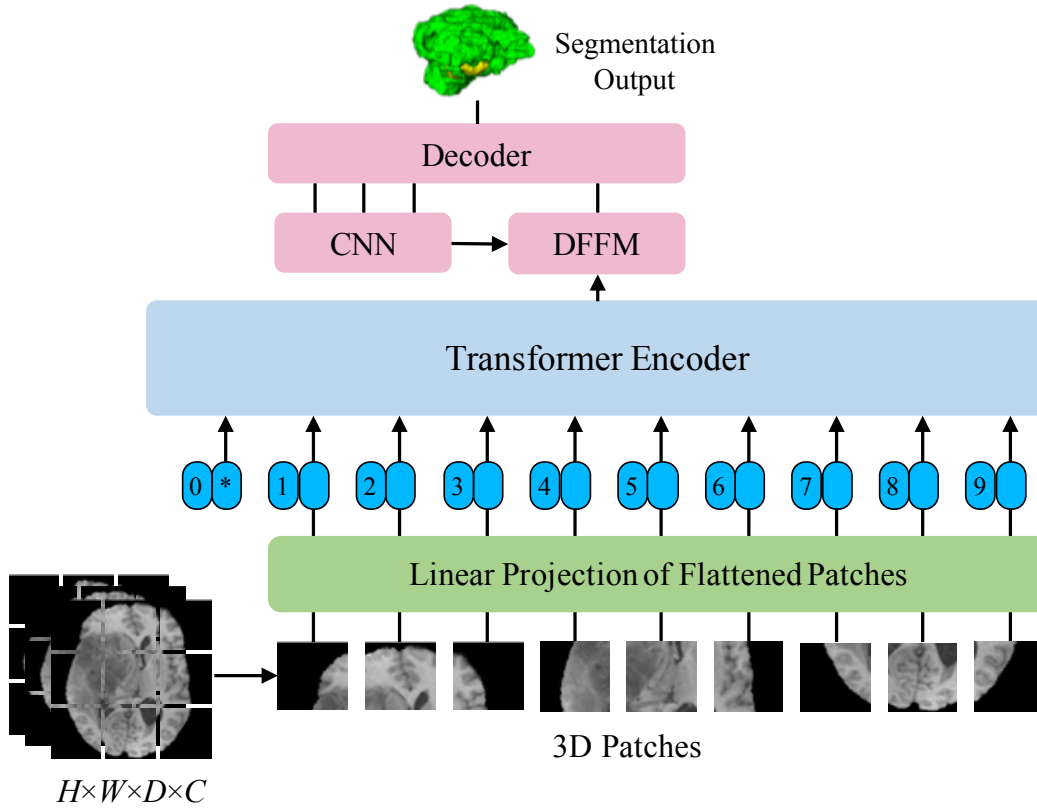 Segmentation
Output
Decoder
CNN
DFFM
Transformer Encoder
0 * 1 2 3 4 5 6 7 8 9
Linear Projection of Flattened Patches
3D Patches
H×W×D×C